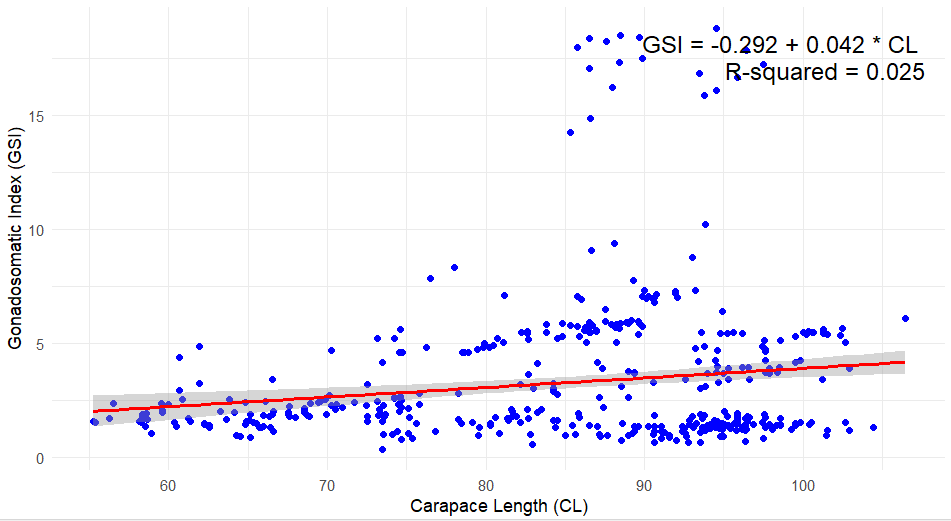 GSI = -0.292 + 0.042 * CL
R-squared = 0.025
15
10
5
0
Gonadosomatic Index (GSI)
60 70 80 90 100
Carapace Length (CL)